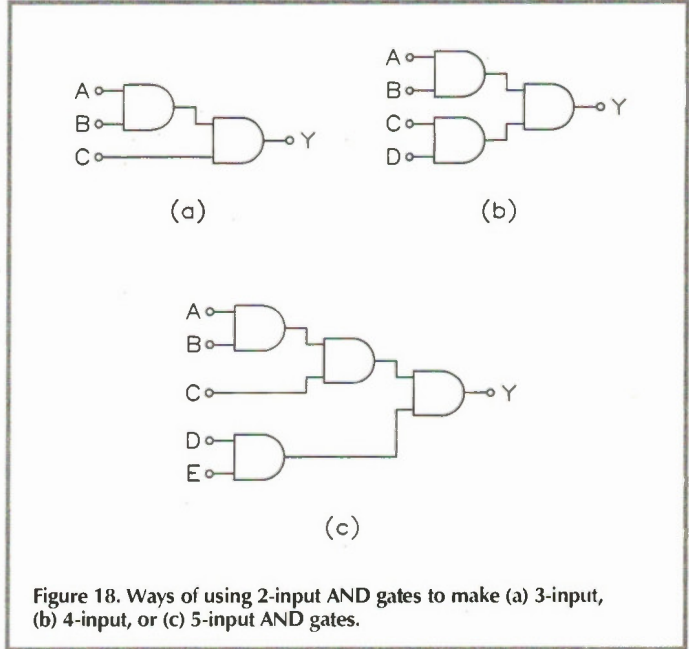 A
B
C
Y
(a)
A
B
C
D
Y
(b)
A
B
C
D
E
Y
(c)
Figure 18. Ways of using 2-input AND gates to make (a) 3-input,
(b) 4-input, or (c) 5-input AND gates.